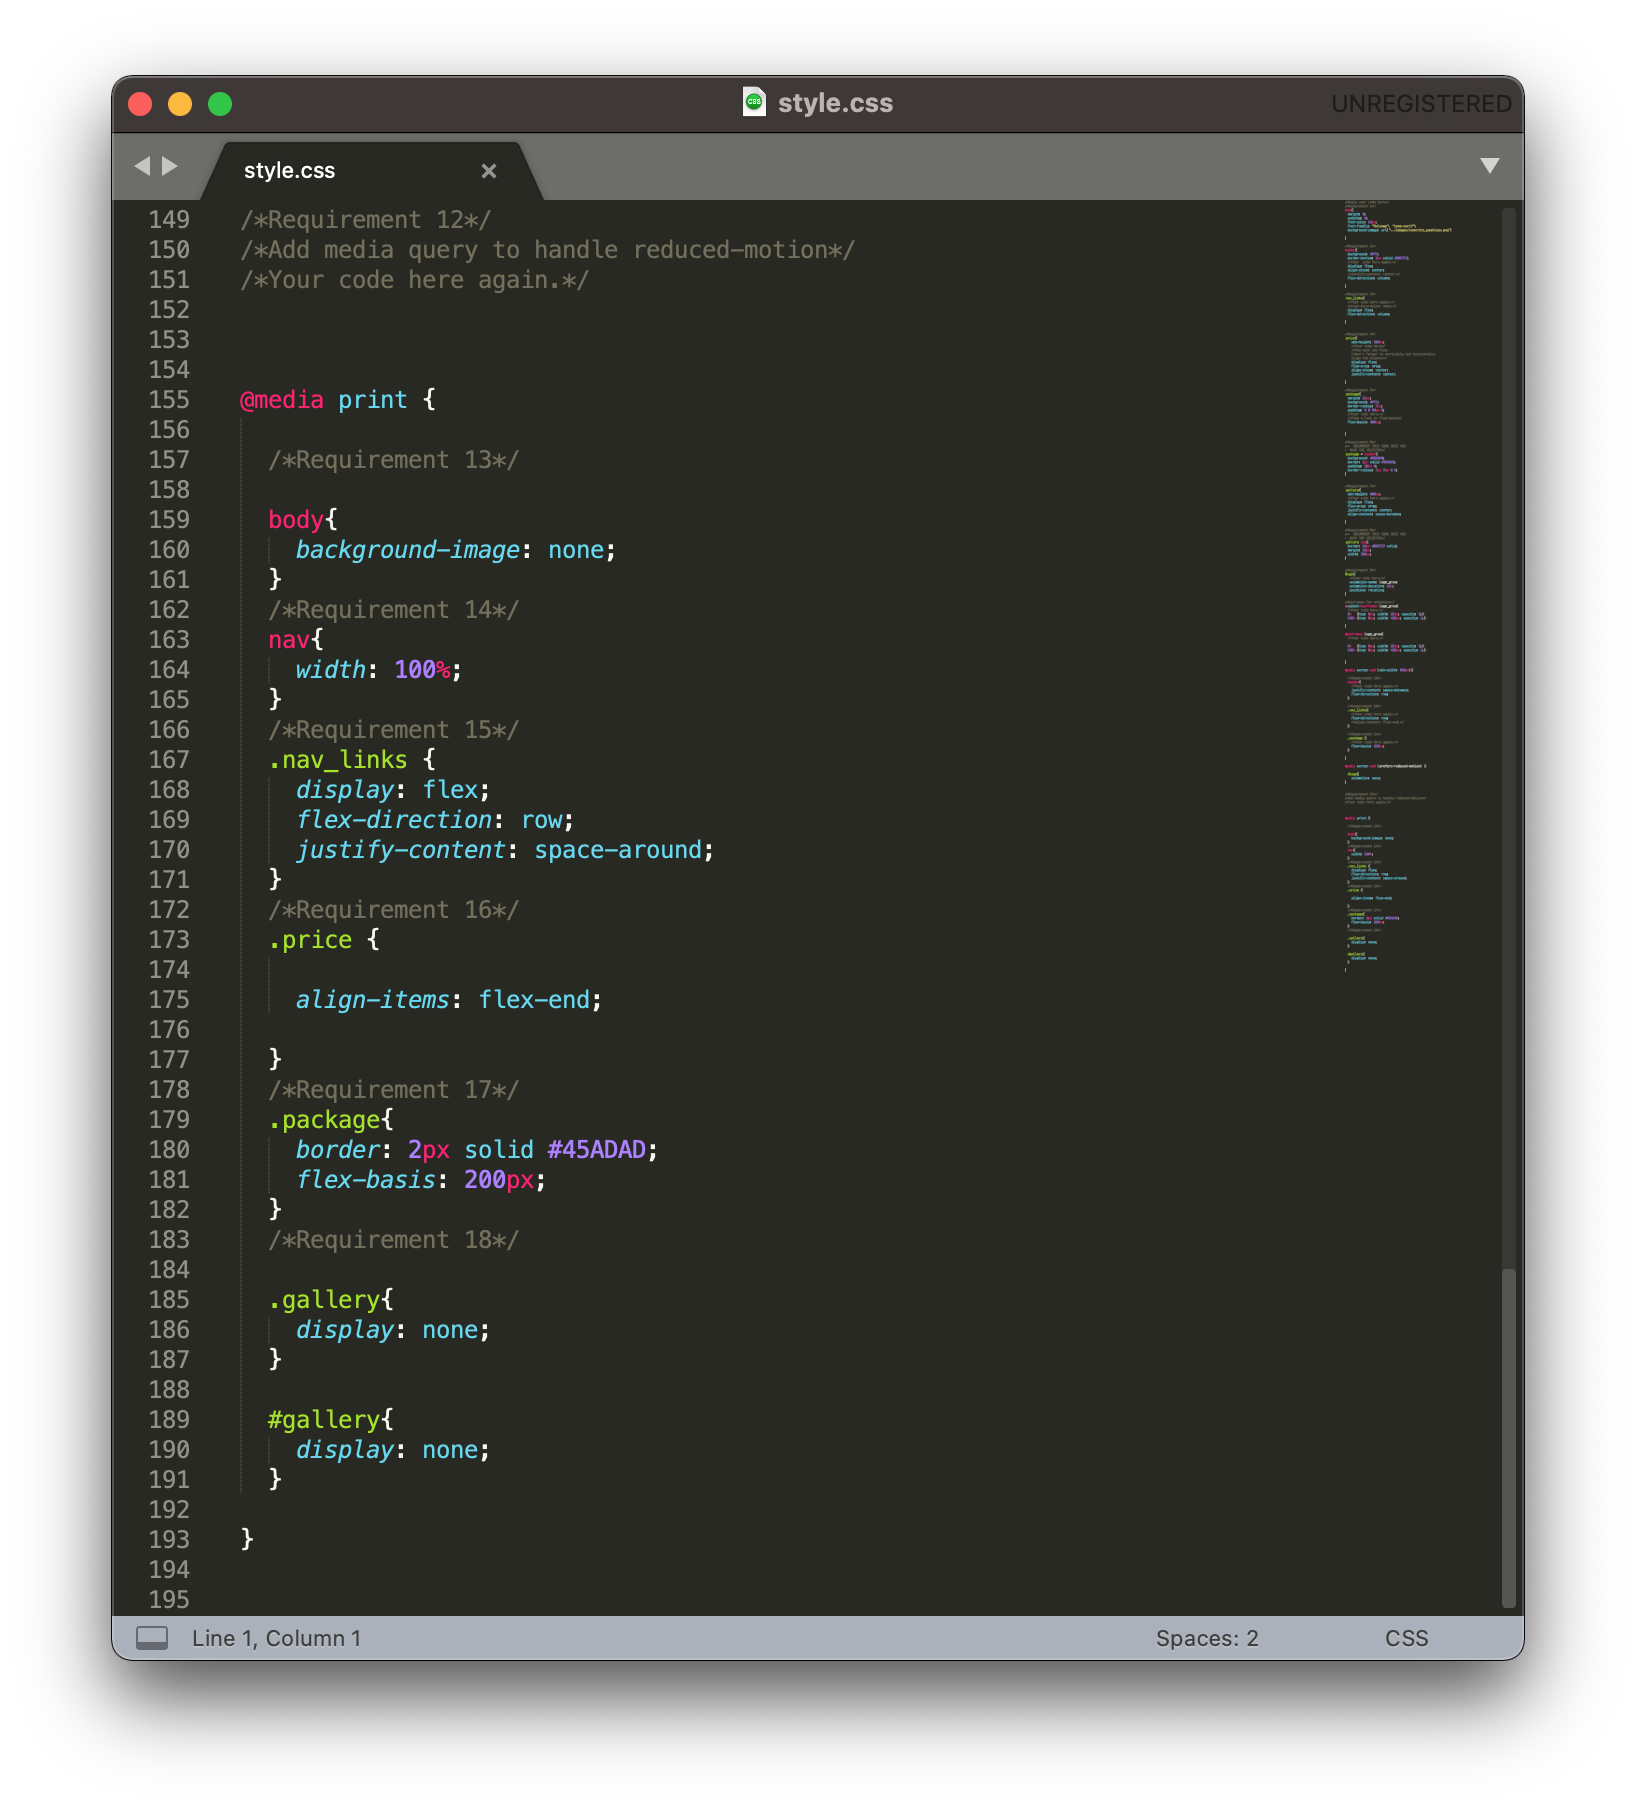 style.css
UNREGISTERED
style.css
149 /*Requirement 12*/
150 /*Add media query to handle reduced-motion*/
151 /*Your code here again.*/
152
153
154
155 @media print {
156
157 /*Requirement 13*/
158
159 body{
160 background-image: none;
161 }
162 /*Requirement 14*/
163 nav{
164 width: 100%;
165 }
166 /*Requirement 15*/
167 .nav_links {
168 display: flex;
169 flex-direction: row;
170 justify-content: space-around;
171 }
172 /*Requirement 16*/
173 .price {
174
175 align-items: flex-end;
176
177 }
178 /*Requirement 17*/
179 .package{
180 border: 2px solid #45ADAD;
181 flex-basis: 200px;
182 }
183 /*Requirement 18*/
184
185 .gallery{
186 display: none;
187 }
188
189 #gallery{
190 display: none;
191 }
192
193 }
194
195
Line 1, Column 1
Spaces: 2
CSS